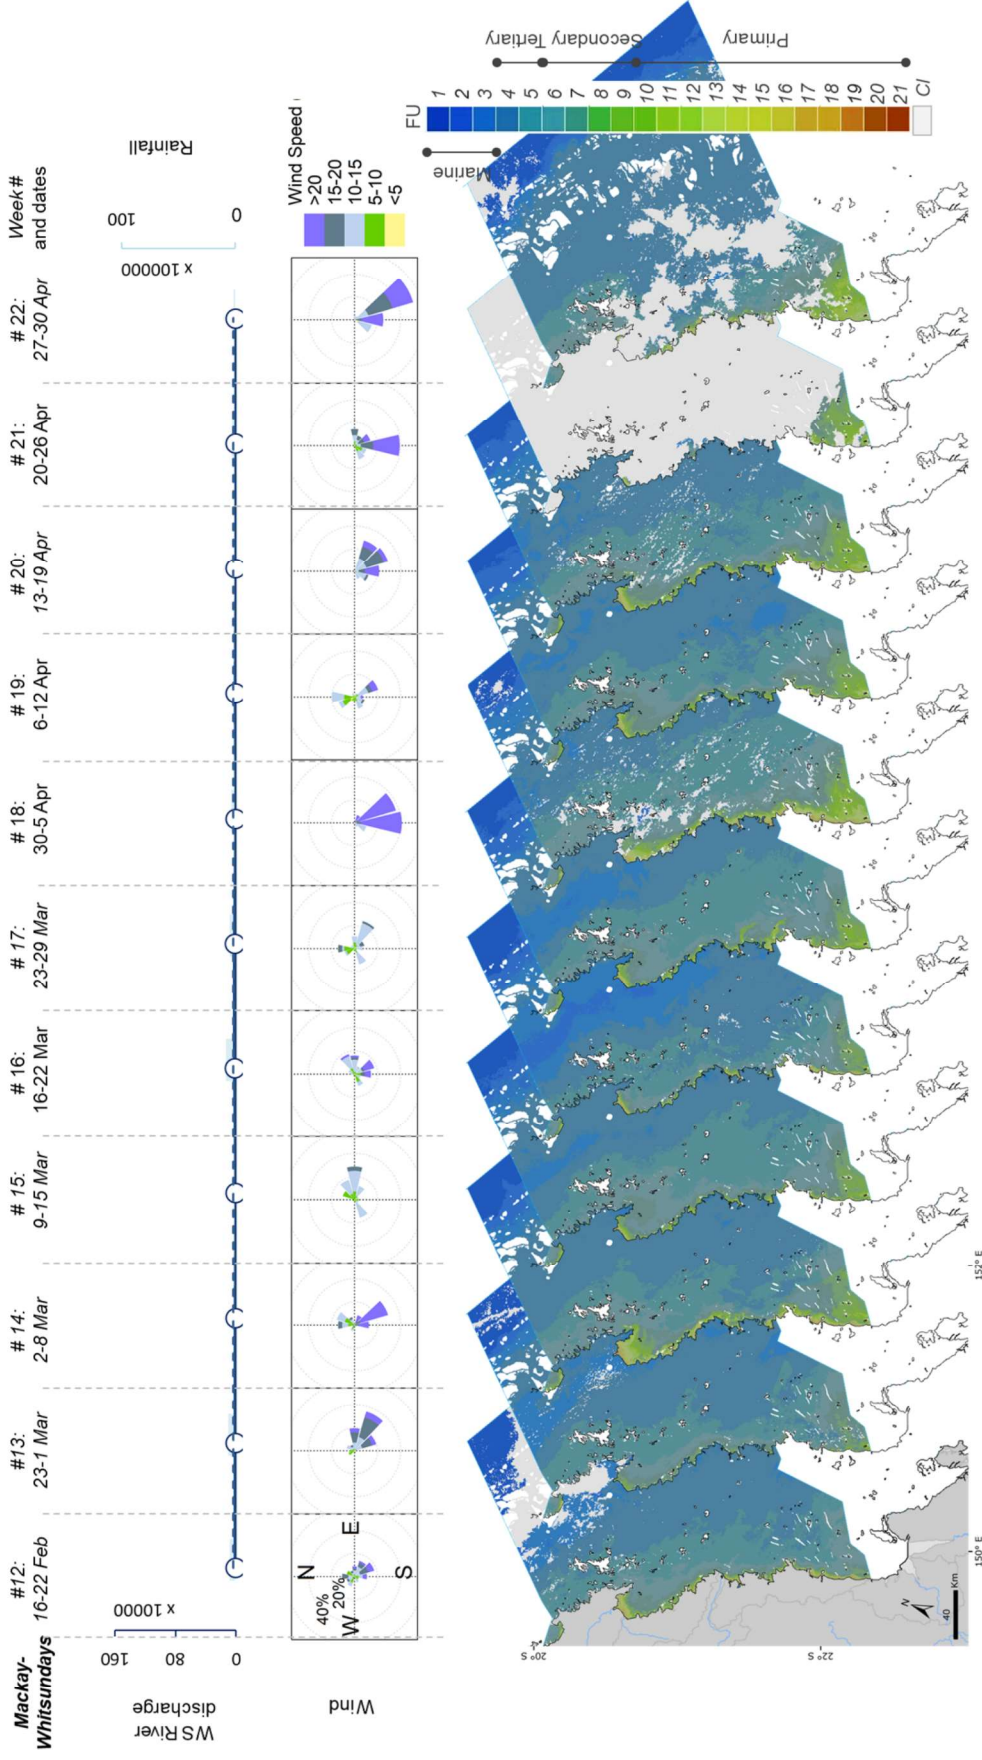 Mackay-
Whitsundays
#12:
16-22 Feb
#13:
23-1 Mar
# 14:
2-8 Mar
# 15:
9-15 Mar
# 16:
16-22 Mar
# 17:
23-29 Mar
# 18:
30-5 Apr
# 19:
6-12 Apr
# 20:
13-19 Apr
# 21:
20-26 Apr
# 22:
27-30 Apr
Week#
and dates
WS River
discharge
160
80
0
x 10000
x 100000
100
0
Rainfall
Wind
40%
20%
N
E
W
S
Wind Speed
>20
15-20
10-15
5-10
<5
20° S
22° S
150° E
152° E
N
40
Km
FU
1
2
3
4
5
6
7
8
9
10
11
12
13
14
15
16
17
18
19
20
21
Cl
Marine
Tertiary
Secondary
Primary